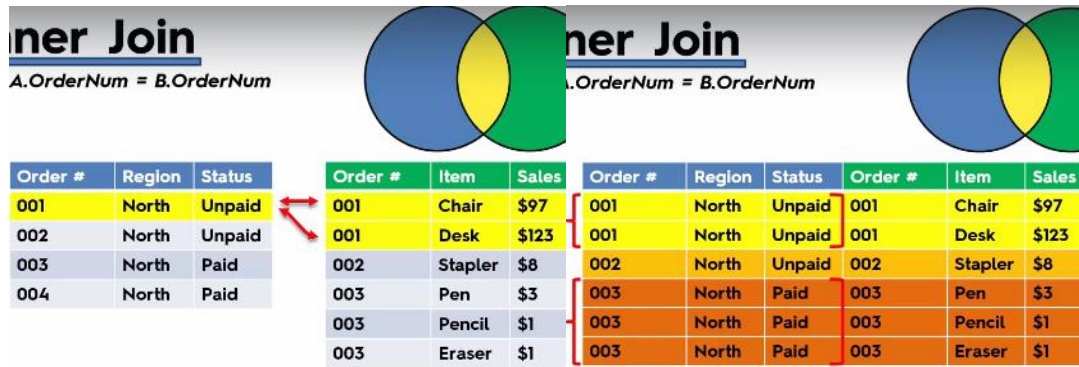 ner Join
A.OrderNum = B.OrderNum
Order # Region Status
001 North Unpaid
002 North Unpaid
003 North Paid
004 North Paid
Order # Item Sales
001 Chair $97
001 Desk $123
002 Stapler $8
003 Pen $3
003 Pencil $1
003 Eraser $1
ner Join
.OrderNum = B.OrderNum
Order # Region Status Order # Item Sales
001 North Unpaid 001 Chair $97
001 North Unpaid 001 Desk $123
002 North Unpaid 002 Stapler $8
003 North Paid 003 Pen $3
003 North Paid 003 Pencil $1
003 North Paid 003 Eraser $1